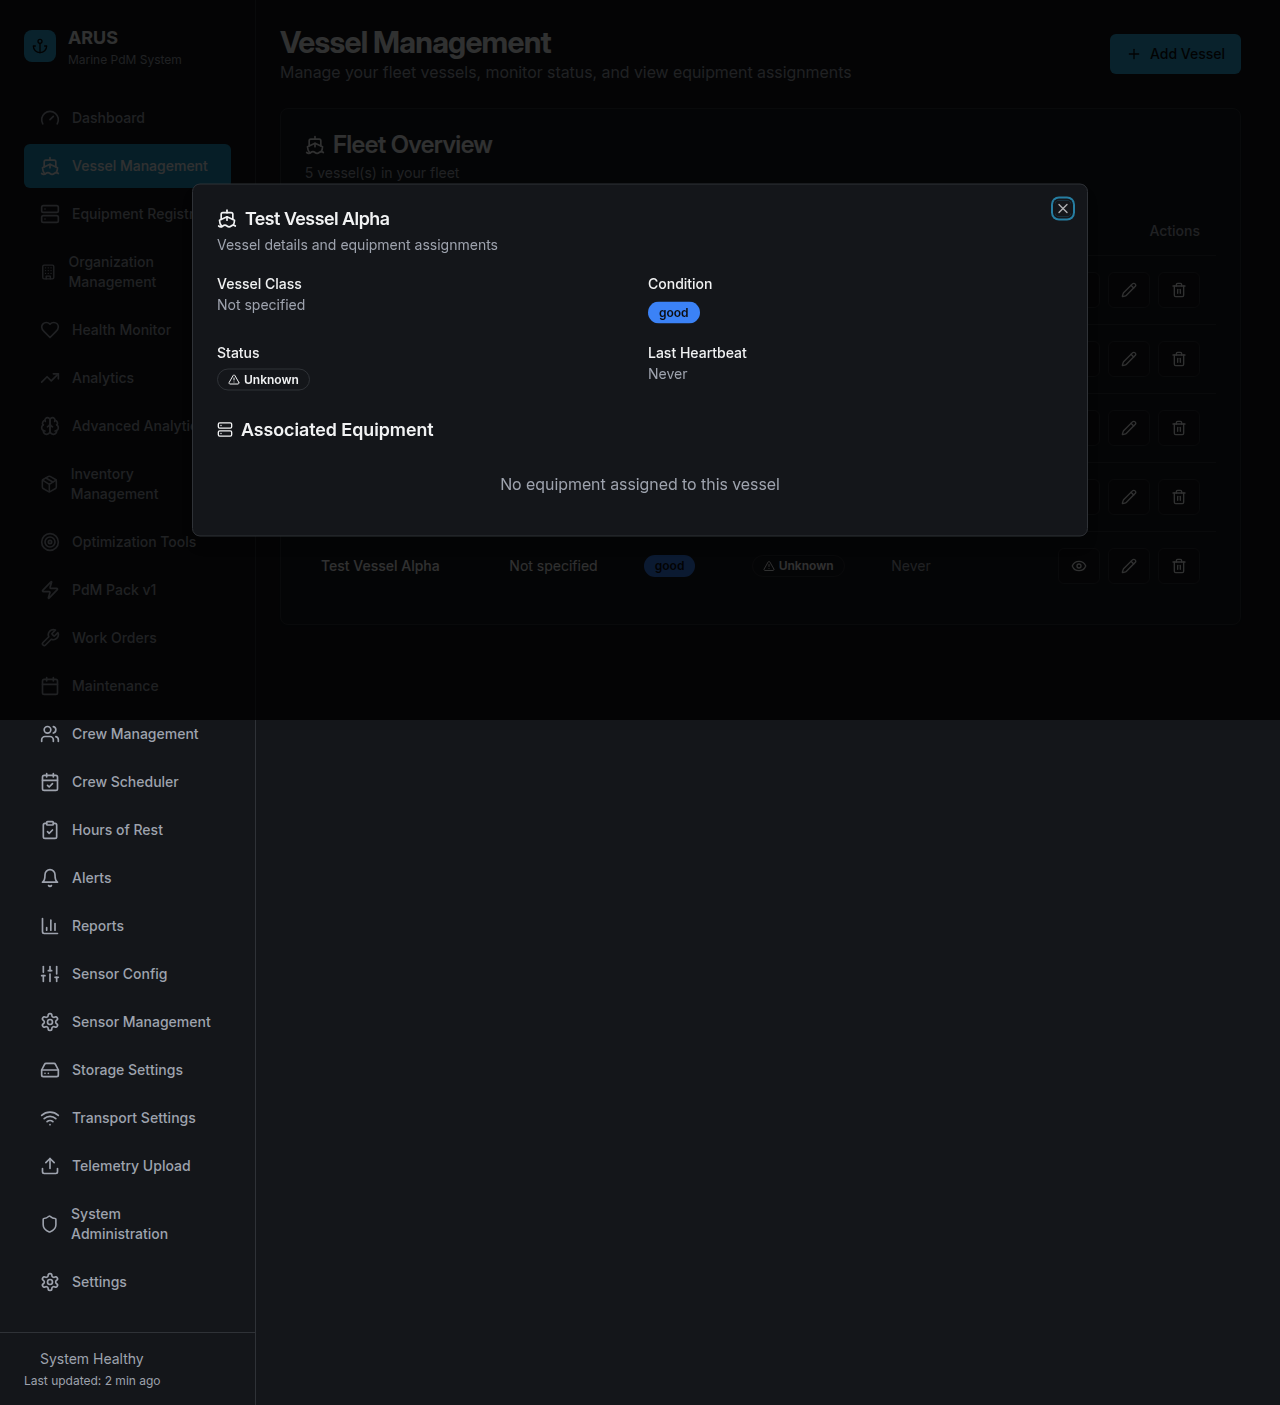 ARUS
Marine PdM System
Dashboard
Vessel Management
Equipment Registr
Organization
Management
Health Monitor
Analytics
Advanced Analyti
Inventory
Management
Optimization Tools
PdM Pack v1
Work Orders
Maintenance
Crew Management
Crew Scheduler
Hours of Rest
Alerts
Reports
Sensor Config
Sensor Management
Storage Settings
Transport Settings
Telemetry Upload
System
Administration
Settings
System Healthy
Last updated: 2 min ago
Vessel Management
Manage your fleet vessels, monitor status, and view equipment assignments
Add Vessel
Fleet Overview
5 vessel(s) in your fleet
Actions
Test Vessel Alpha
Vessel details and equipment assignments
Vessel Class
Not specified
Condition
good
Status
Unknown
Last Heartbeat
Never
Associated Equipment
No equipment assigned to this vessel
Test Vessel Alpha Not specified good Unknown Never